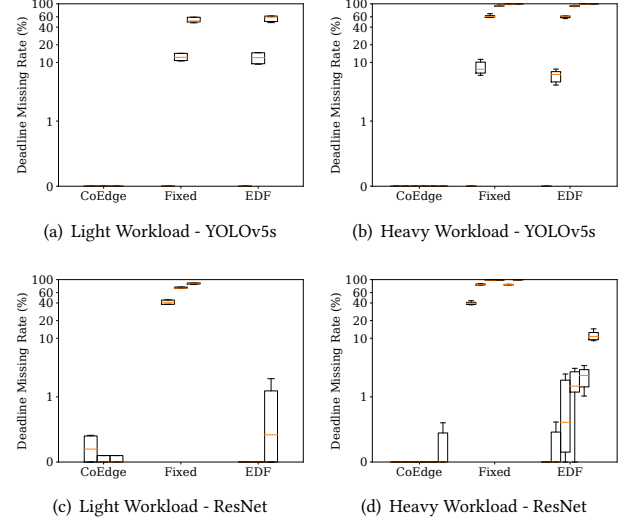 100
60
40
20
10
1
0
Deadline Missing Rate (%)
CoEdge Fixed EDF
(a) Light Workload - YOLOv5s
100
60
40
20
10
1
0
Deadline Missing Rate (%)
CoEdge Fixed EDF
(b) Heavy Workload - YOLOv5s
100
60
40
20
10
1
0
Deadline Missing Rate (%)
CoEdge Fixed EDF
(c) Light Workload - ResNet
100
60
40
20
10
1
0
Deadline Missing Rate (%)
CoEdge Fixed EDF
(d) Heavy Workload - ResNet